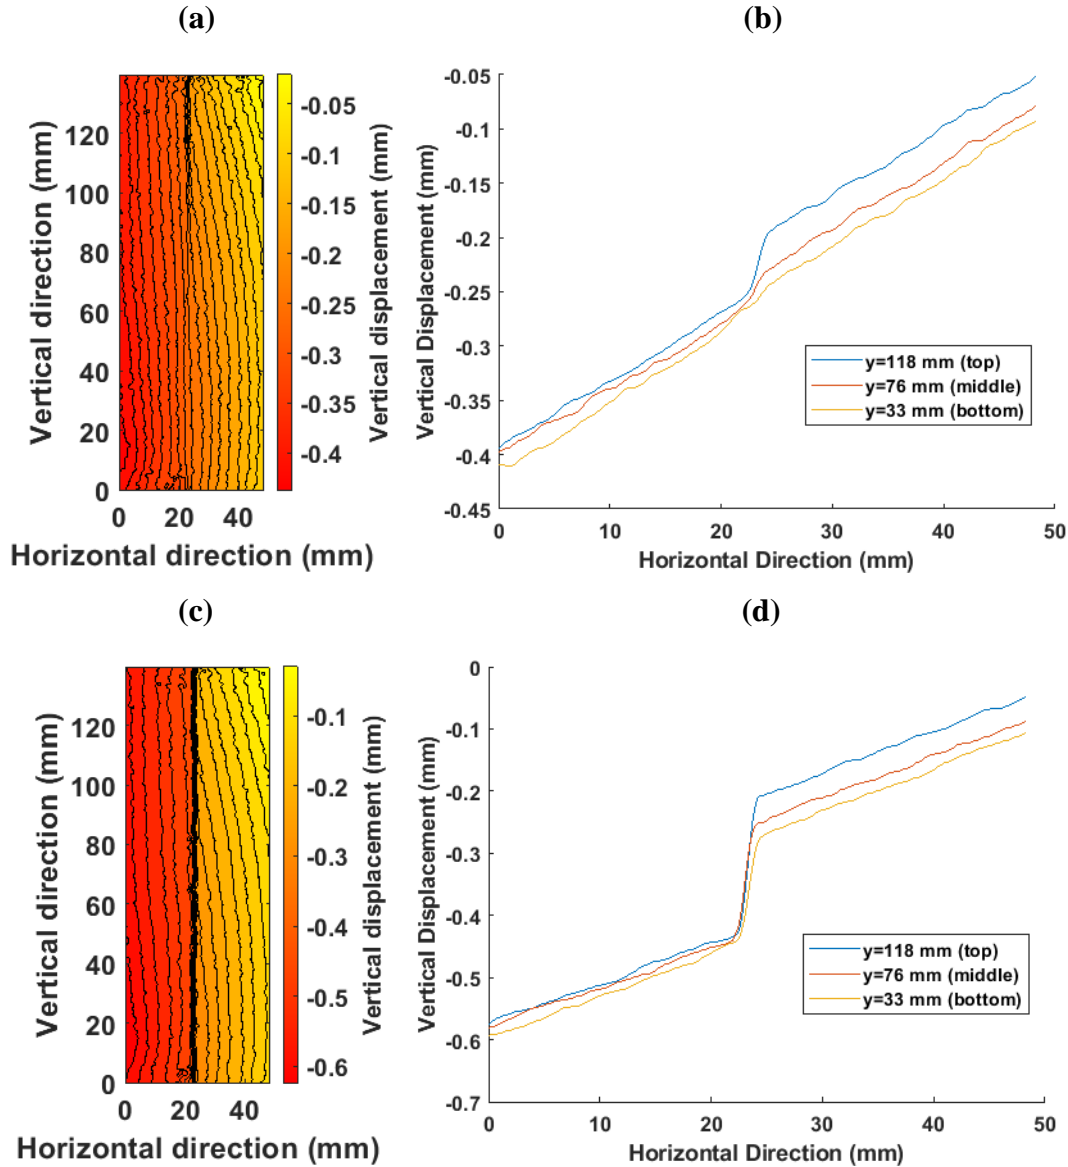 (a)
Vertical direction (mm)
120
100
80
60
40
20
0
0 20 40
Horizontal direction (mm)
-0.05
-0.1
-0.15
-0.2
-0.25
-0.3
-0.35
-0.4
Vertical displacement (mm)
(b)
Vertical Displacement (mm)
-0.05
-0.1
-0.15
-0.2
-0.25
-0.3
-0.35
-0.4
-0.45
y=118 mm (top)
y=76 mm (middle)
y=33 mm (bottom)
0 10 20 30 40 50
Horizontal Direction (mm)
(c)
Vertical direction (mm)
120
100
80
60
40
20
0
0 20 40
Horizontal direction (mm)
-0.1
-0.2
-0.3
-0.4
-0.5
-0.6
Vertical displacement (mm)
(d)
Vertical Displacement (mm)
0
-0.1
-0.2
-0.3
-0.4
-0.5
-0.6
-0.7
y=118 mm (top)
y=76 mm (middle)
y=33 mm (bottom)
0 10 20 30 40 50
Horizontal Direction (mm)